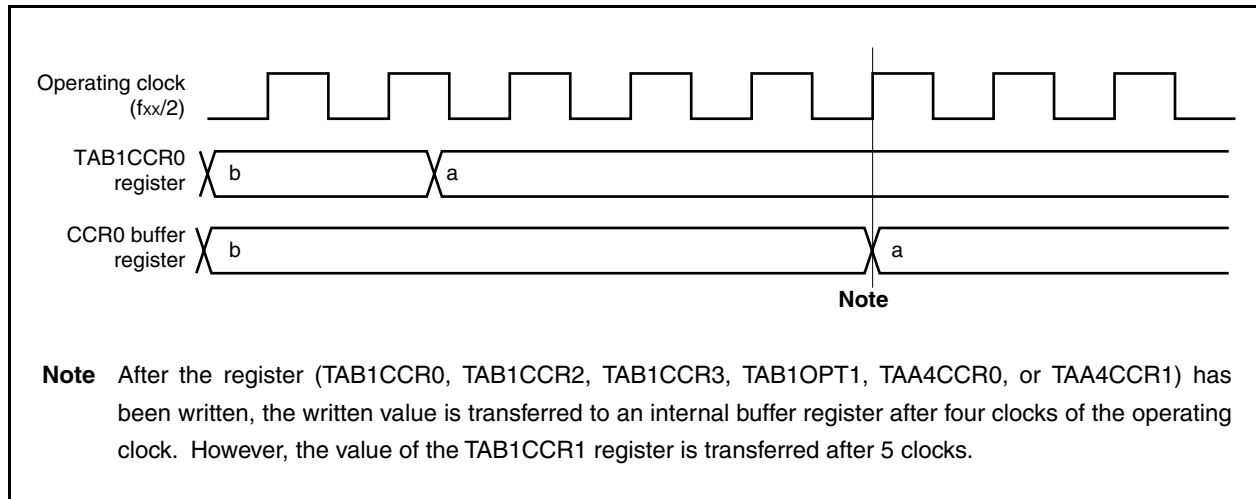 Operating clock
(fxx/2)
TAB1CCR0
register
b
a
CCR0 buffer
register
b
a
Note
Note After the register (TAB1CCR0, TAB1CCR2, TAB1CCR3, TAB1OPT1, TAA4CCR0, or TAA4CCR1) has
been written, the written value is transferred to an internal buffer register after four clocks of the operating
clock. However, the value of the TAB1CCR1 register is transferred after 5 clocks.